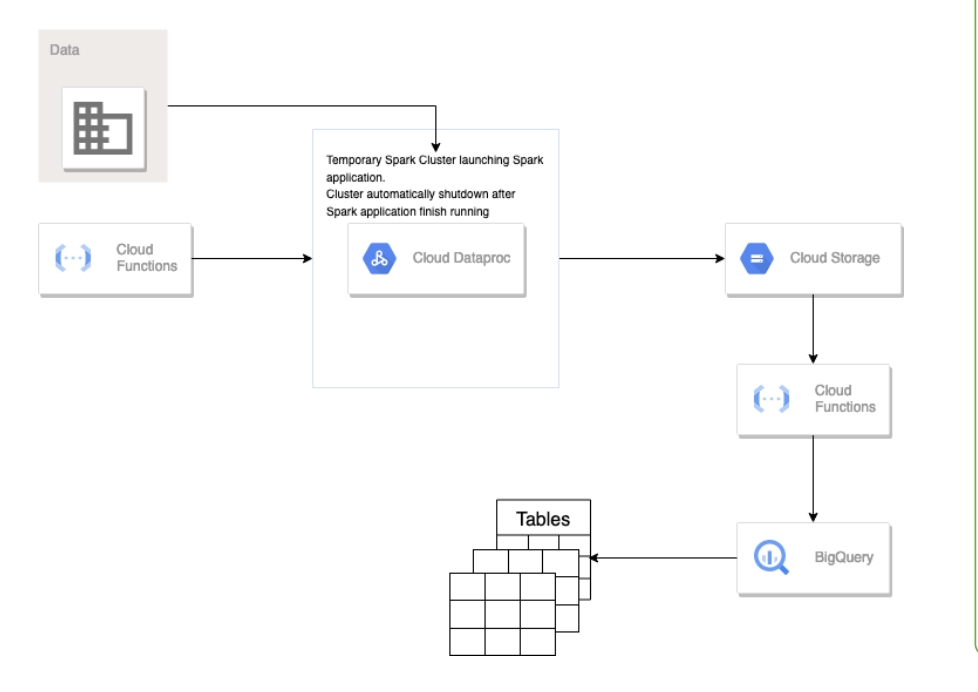 Data
Temporary Spark Cluster launching Spark
application.
Cluster automatically shutdown after
Spark application finish running
Cloud
Functions
Cloud Dataproc
Cloud Storage
Cloud
Functions
Tables
BigQuery